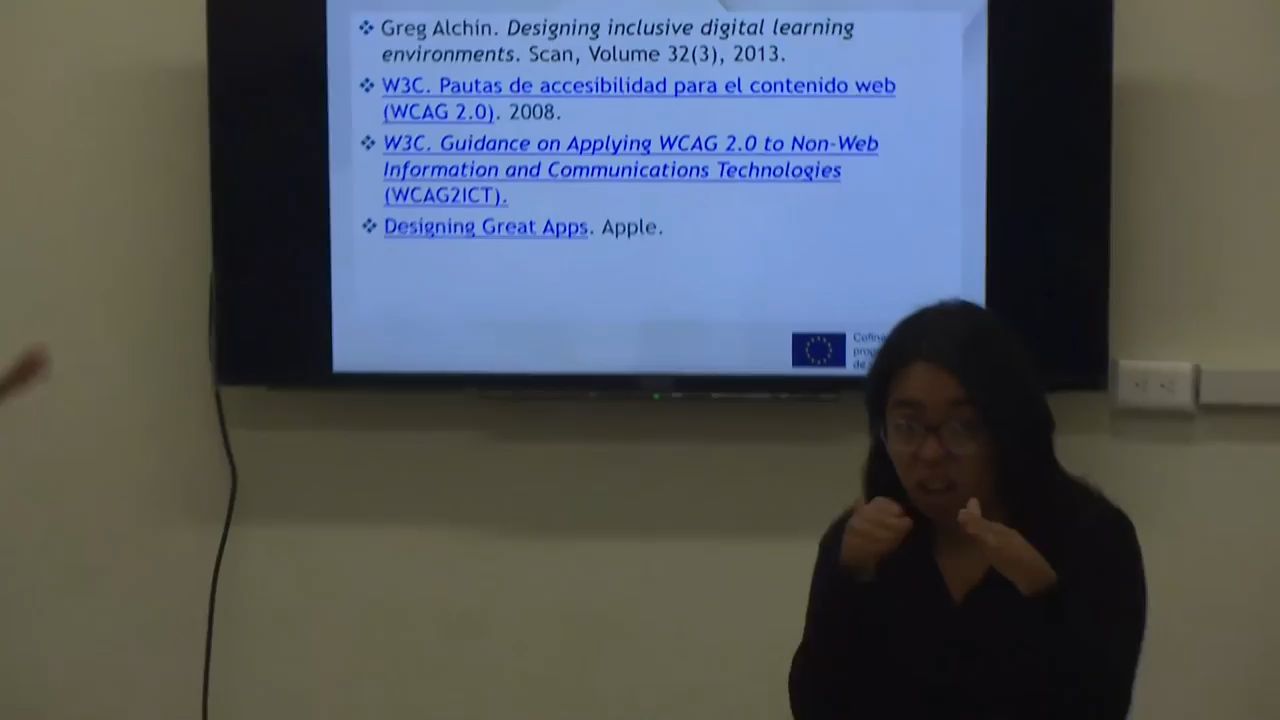 ❖ Greg Alchin. Designing inclusive digital learning
environments. Scan, Volume 32(3), 2013.
❖ W3C. Pautas de accesibilidad para el contenido web
(WCAG 2.0). 2008.
❖ W3C. Guidance on Applying WCAG 2.0 to Non-Web
Information and Communications Technologies
(WCAG2ICT).
❖ Designing Great Apps. Apple.